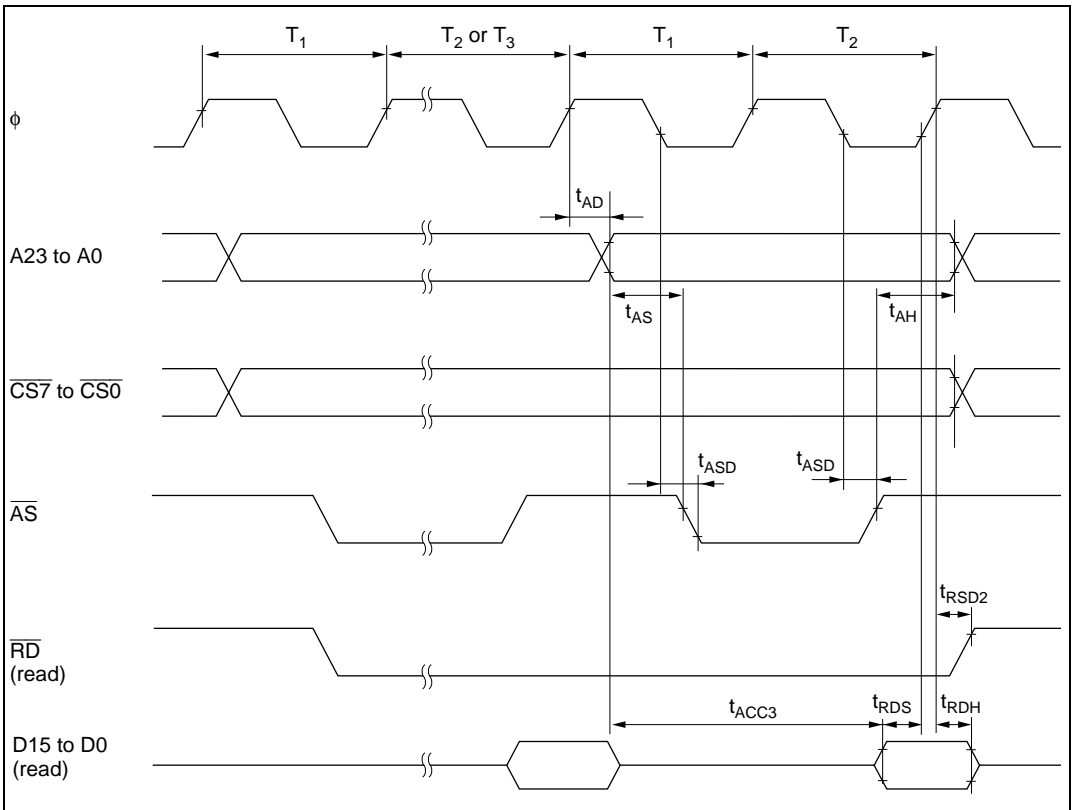 T1 T2 or T3 T1 T2
ϕ
tAD
A23 to A0
tAS tAH
CS7 to CS0
tASD tASD
AS
tRSD2
RD
(read)
tACC3 tRDS tRDH
D15 to D0
(read)